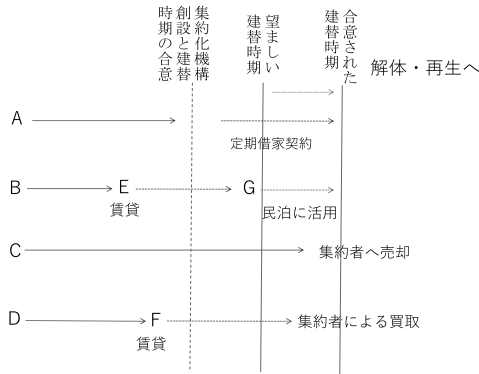 集約化機構
創設と建替
時期の合意
望ましい
建替時期
合意された
建替時期
解体・再生へ
A
定期借家契約
B
E
G
賃貸
民泊に活用
C
集約者へ売却
D
F
集約者による買取
賃貸